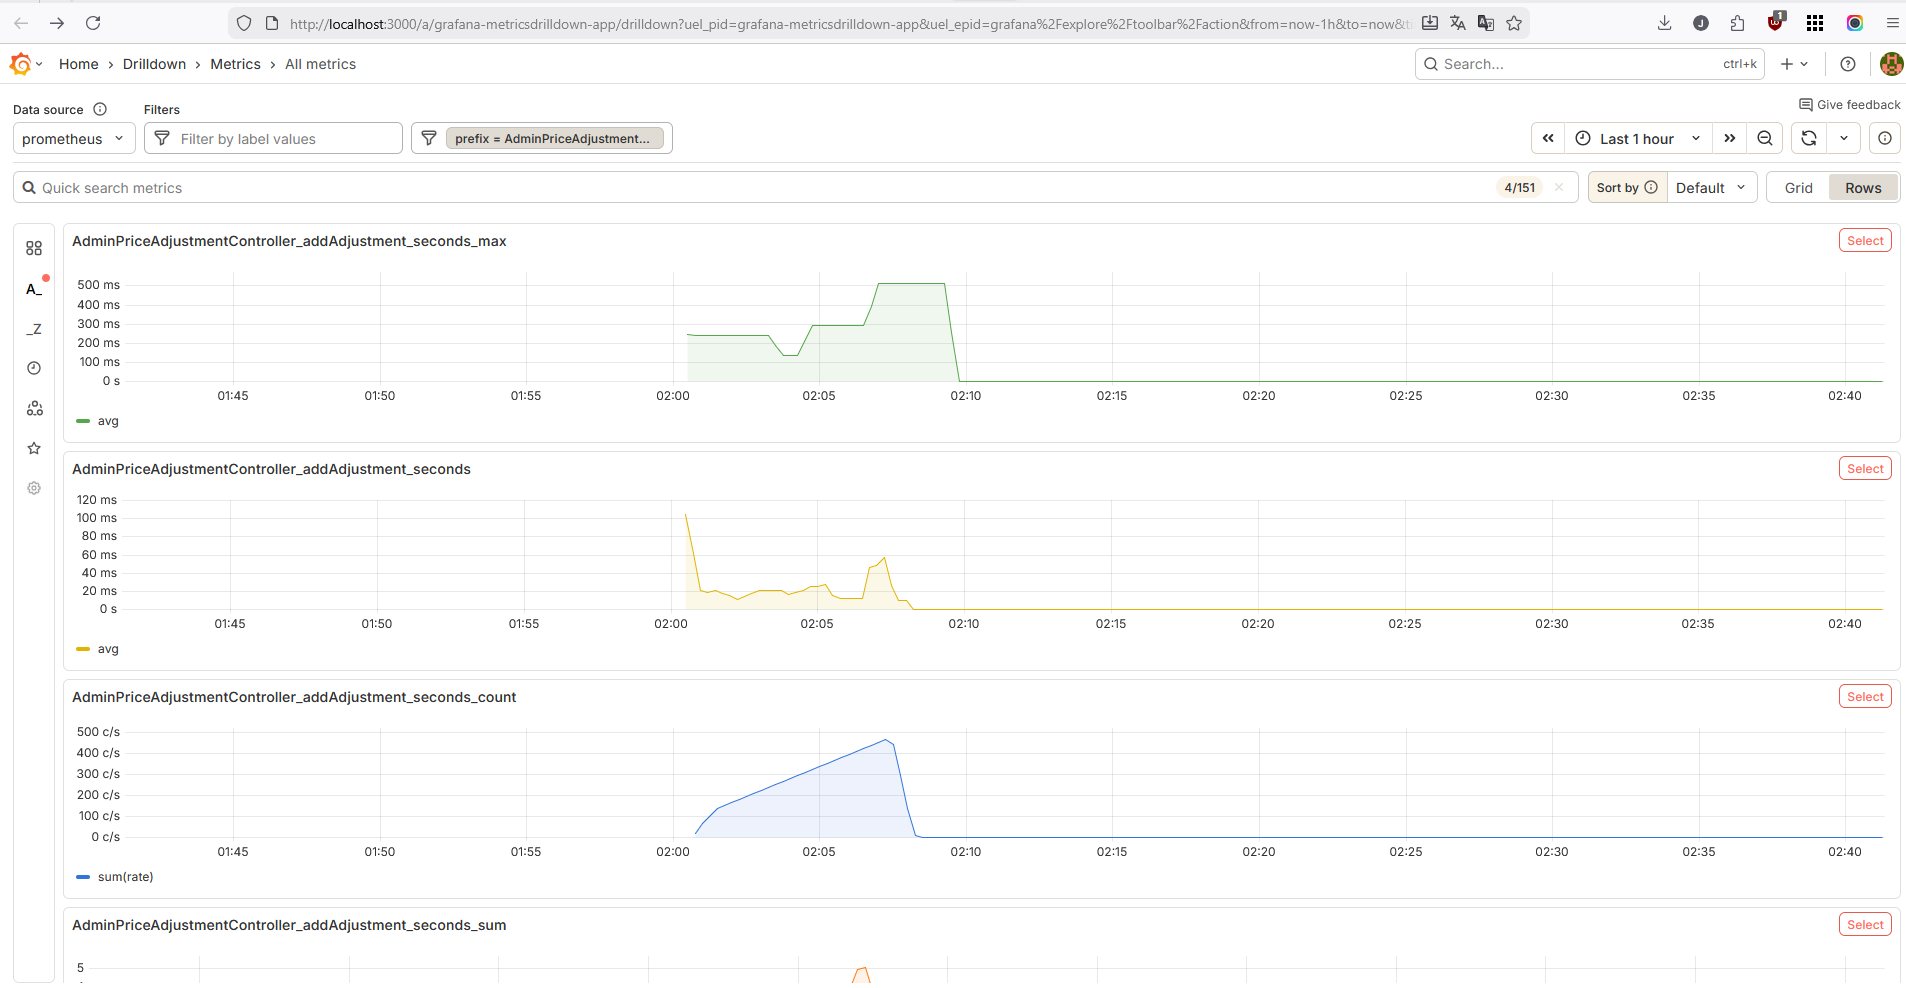 http://localhost:3000/a/grafana-metricsdrilldown-app/drilldown?uel_pid=grafana-metricsdrilldown-app&uel_epid=grafana%2Fexplore%2Ftoolbar%2Faction&from=now-1h&to=now&
J
1
Home › Drilldown › Metrics › All metrics
Search...
ctrl+k
Give feedback
Data source
Filters
prometheus
Filter by label values
prefix = AdminPriceAdjustment...
Last 1 hour
Quick search metrics
4/151
Sort by
Default
Grid
Rows
A_
_Z
AdminPriceAdjustmentController_addAdjustment_seconds_max
Select
500 ms
400 ms
300 ms
200 ms
100 ms
0 s
01:45 01:50 01:55 02:00 02:05 02:10 02:15 02:20 02:25 02:30 02:35 02:40
avg
AdminPriceAdjustmentController_addAdjustment_seconds
Select
120 ms
100 ms
80 ms
60 ms
40 ms
20 ms
0 s
01:45 01:50 01:55 02:00 02:05 02:10 02:15 02:20 02:25 02:30 02:35 02:40
avg
AdminPriceAdjustmentController_addAdjustment_seconds_count
Select
500 c/s
400 c/s
300 c/s
200 c/s
100 c/s
0 c/s
01:45 01:50 01:55 02:00 02:05 02:10 02:15 02:20 02:25 02:30 02:35 02:40
sum(rate)
AdminPriceAdjustmentController_addAdjustment_seconds_sum
Select
5